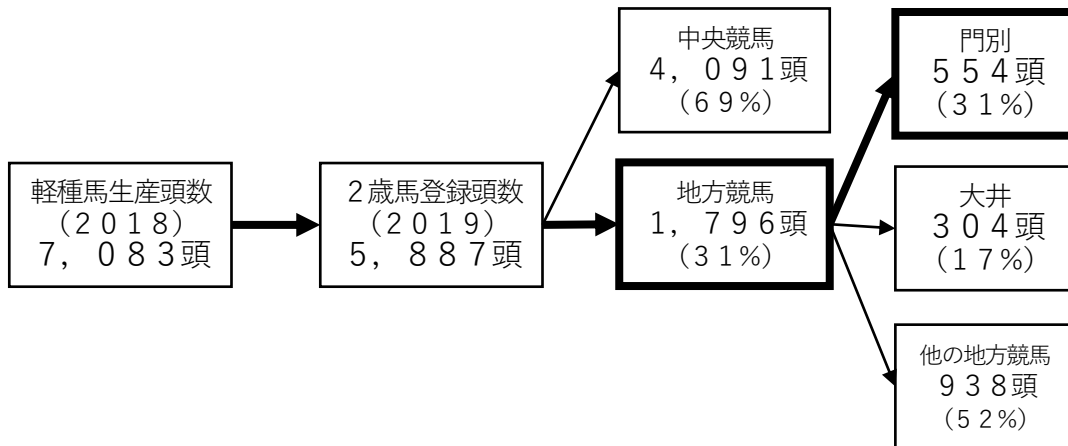 軽種馬生産頭数
(2018)
7,083頭
2歳馬登録頭数
(2019)
5,887頭
中央競馬
4,091頭
(69%)
地方競馬
1,796頭
(31%)
門別
554頭
(31%)
大井
304頭
(17%)
他の地方競馬
938頭
(52%)